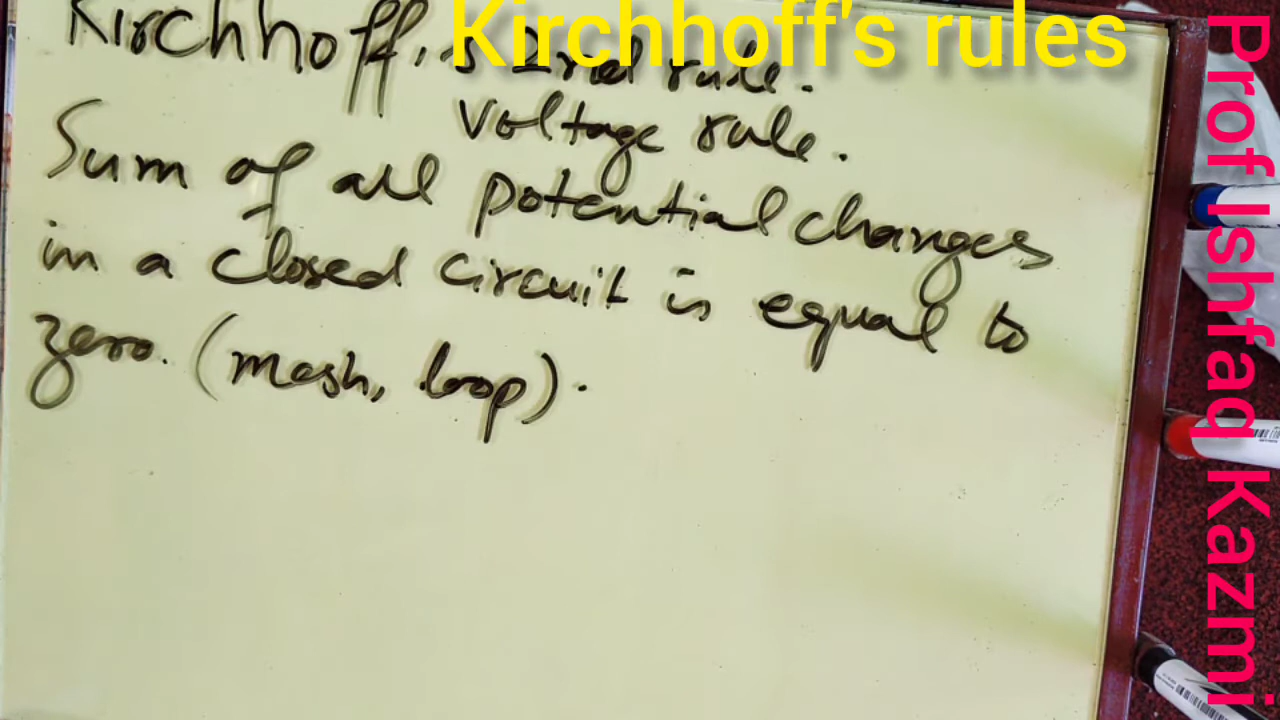 Kirchhoff's rules
Kirchhoff's 2nd rule.
Voltage rule.
Sum of all potential changes
in a closed circuit is equal to
zero. (mesh, loop).
Prof Ishfad Kazmi